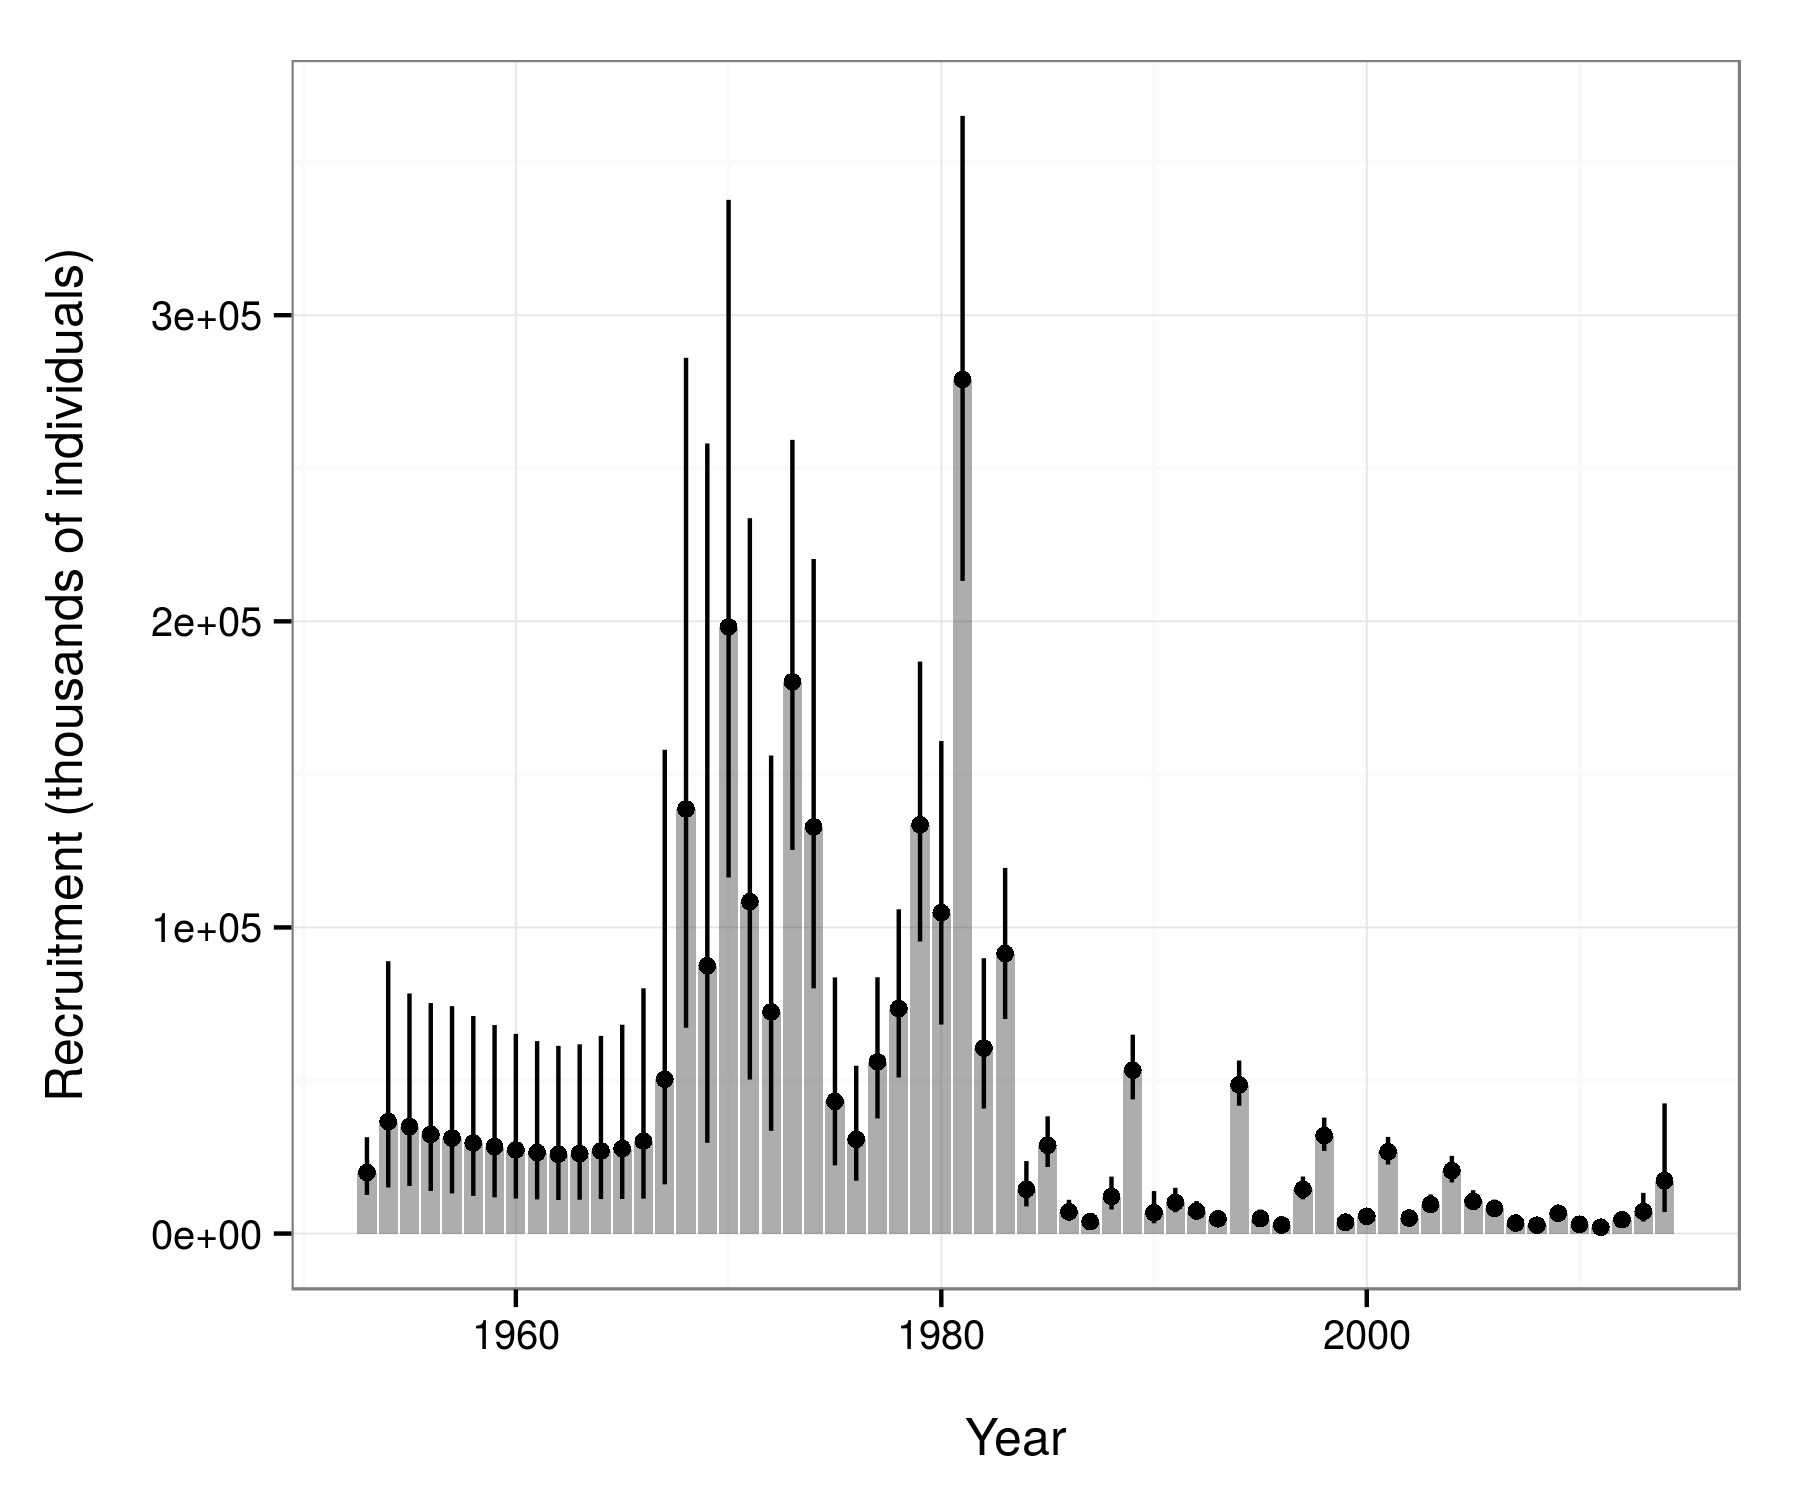 Recruitment (thousands of individuals)
3e+05
2e+05
1e+05
0e+00
1960
1980
2000
Year